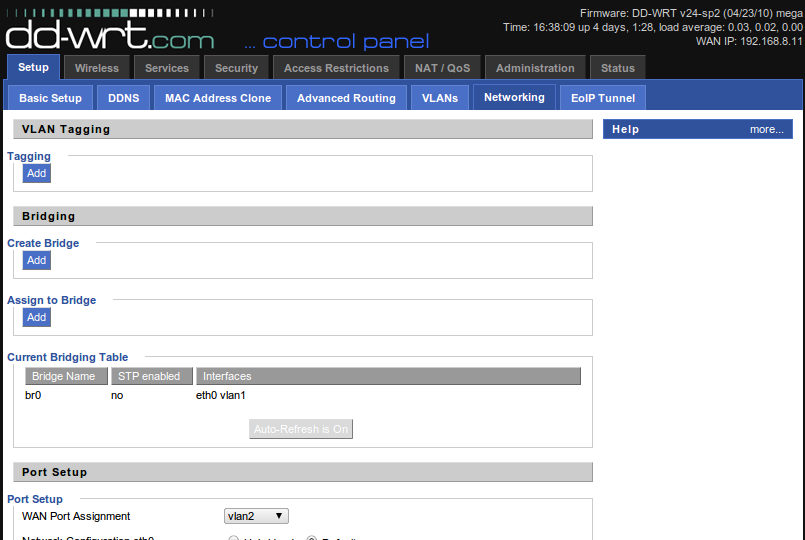 Firmware: DD-WRT v24-sp2 (04/23/10) mega
Time: 16:38:09 up 4 days, 1:28, load average: 0.03, 0.02, 0.00
WAN IP: 192.168.8.11
dd-wrt.com ... control panel
Setup Wireless Services Security Access Restrictions NAT / QoS Administration Status
Basic Setup DDNS MAC Address Clone Advanced Routing VLANs Networking EoIP Tunnel
VLAN Tagging
Help more...
Tagging
Add
Bridging
Create Bridge
Add
Assign to Bridge
Add
Current Bridging Table
Bridge Name STP enabled Interfaces
br0 no eth0 vlan1
Auto-Refresh is On
Port Setup
Port Setup
WAN Port Assignment vlan2